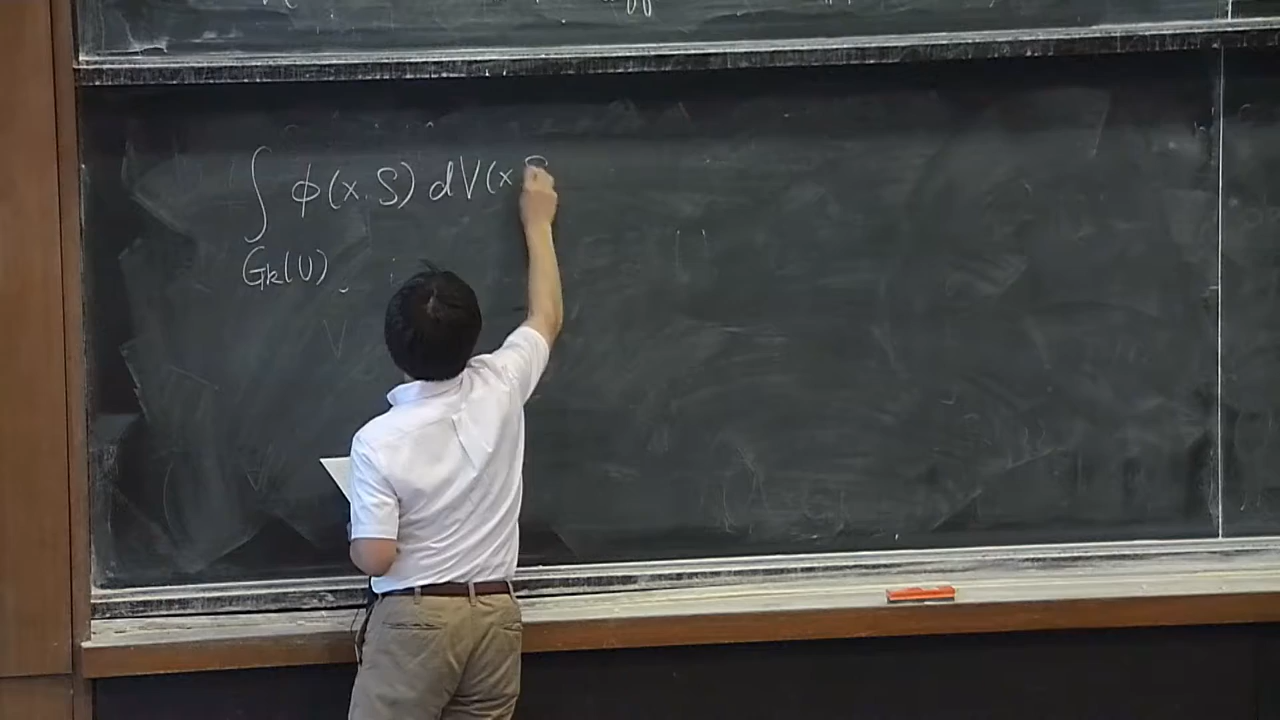 ∫ φ(x, S) dV(x S
Gk(U)